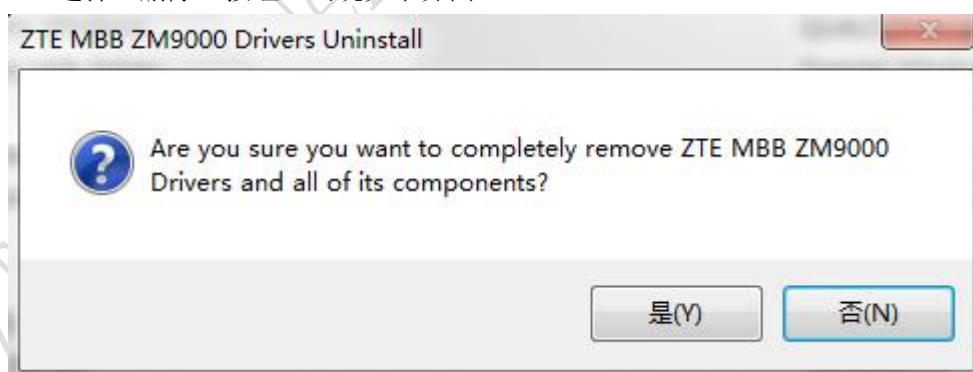 ZTE MBB ZM9000 Drivers Uninstall
Are you sure you want to completely remove ZTE MBB ZM9000
Drivers and all of its components?
是(Y)
否(N)